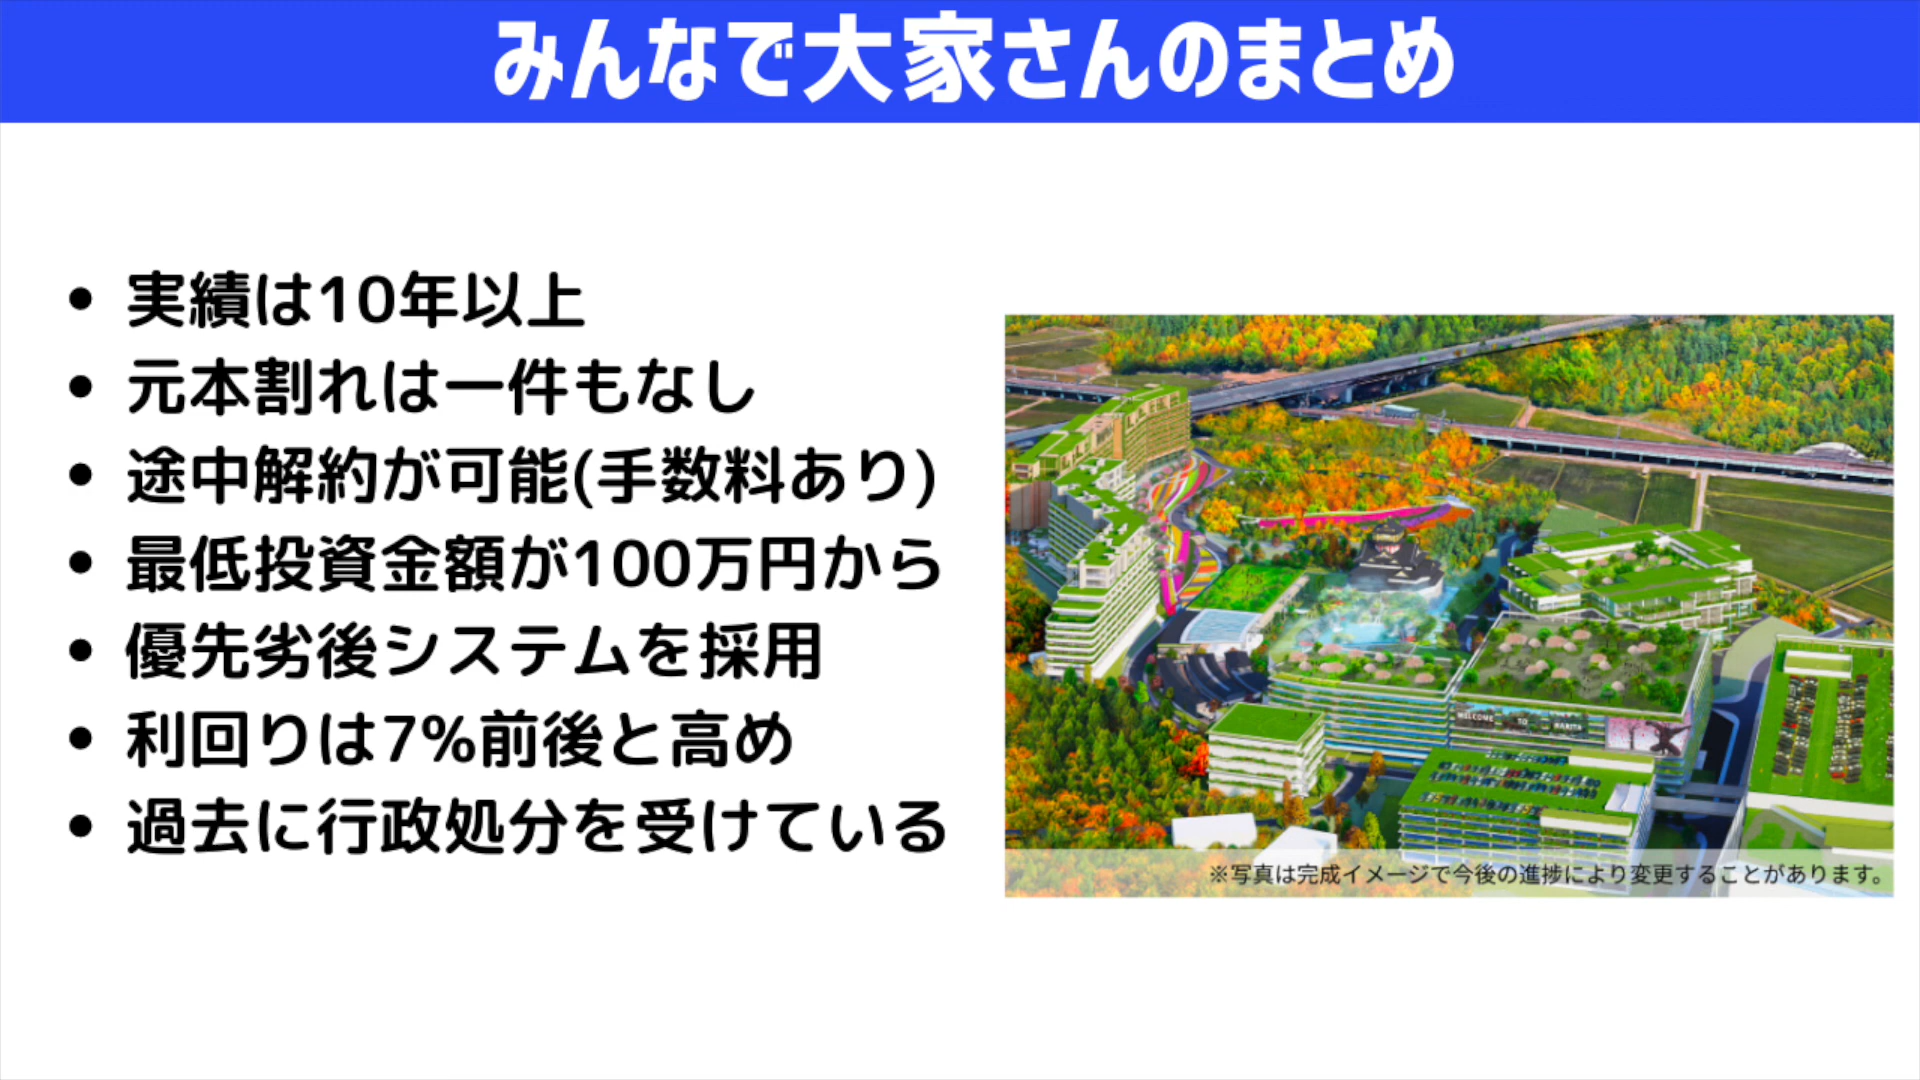 みんなで大家さんのまとめ
• 実績は10年以上
• 元本割れは一件もなし
• 途中解約が可能(手数料あり)
• 最低投資金額が100万円から
• 優先劣後システムを採用
• 利回りは7%前後と高め
• 過去に行政処分を受けている
WELCOME TO NARITA
※写真は完成イメージで今後の進捗により変更することがあります。